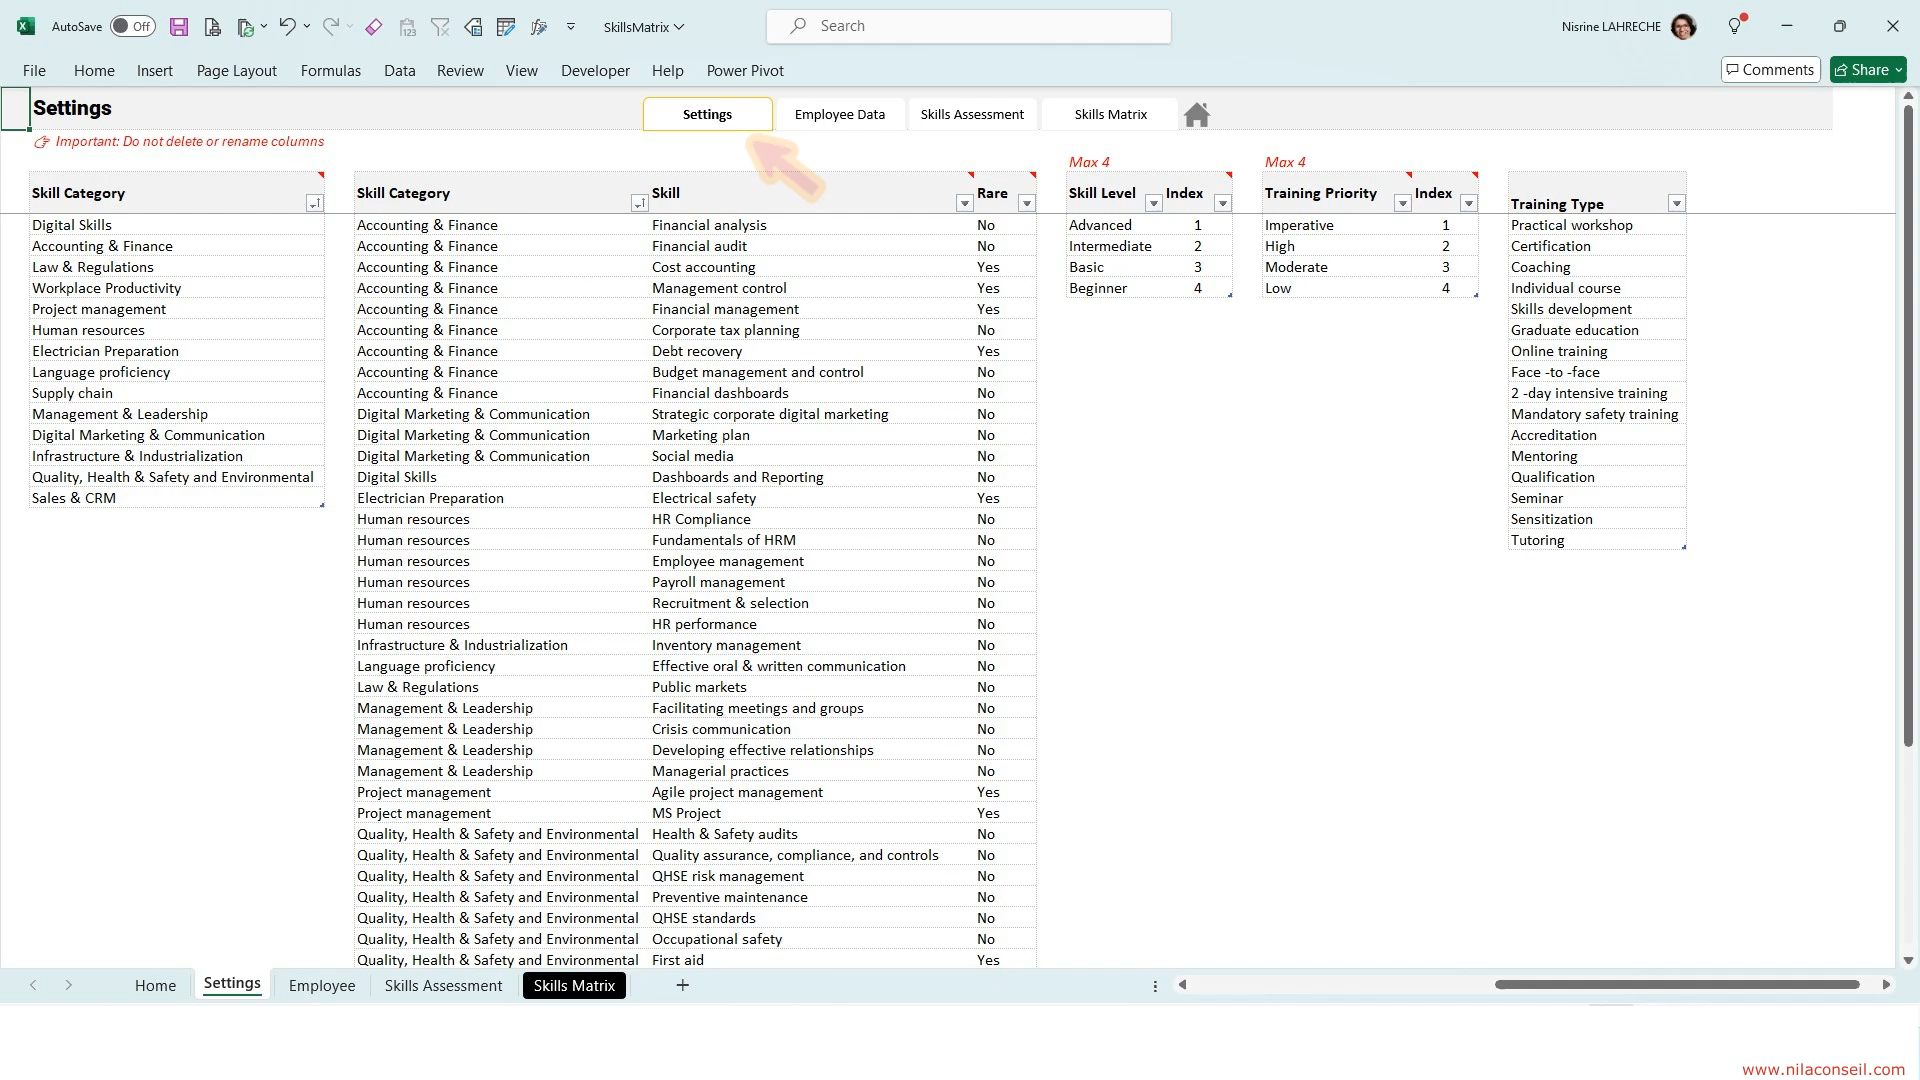 AutoSave Off SkillsMatrix Search Nisrine LAHRECHE
File Home Insert Page Layout Formulas Data Review View Developer Help Power Pivot Comments Share
Settings Settings Employee Data Skills Assessment Skills Matrix
Important: Do not delete or rename columns
Max 4 Max 4
Skill Category Skill Category Skill Rare Skill Level Index Training Priority Index Training Type
Digital Skills Accounting & Finance Financial analysis No Advanced 1 Imperative 1 Practical workshop
Accounting & Finance Accounting & Finance Financial audit No Intermediate 2 High 2 Certification
Law & Regulations Accounting & Finance Cost accounting Yes Basic 3 Moderate 3 Coaching
Workplace Productivity Accounting & Finance Management control Yes Beginner 4 Low 4 Individual course
Project management Accounting & Finance Financial management Yes Skills development
Human resources Accounting & Finance Corporate tax planning No Graduate education
Electrician Preparation Accounting & Finance Debt recovery Yes Online training
Language proficiency Accounting & Finance Budget management and control No Face -to -face
Supply chain Accounting & Finance Financial dashboards No 2 -day intensive training
Management & Leadership Digital Marketing & Communication Strategic corporate digital marketing No Mandatory safety training
Digital Marketing & Communication Digital Marketing & Communication Marketing plan No Accreditation
Infrastructure & Industrialization Digital Marketing & Communication Social media No Mentoring
Quality, Health & Safety and Environmental Digital Skills Dashboards and Reporting No Qualification
Sales & CRM Electrician Preparation Electrical safety Yes Seminar
Human resources HR Compliance No Sensitization
Human resources Fundamentals of HRM No Tutoring
Human resources Employee management No
Human resources Payroll management No
Human resources Recruitment & selection No
Human resources HR performance No
Infrastructure & Industrialization Inventory management No
Language proficiency Effective oral & written communication No
Law & Regulations Public markets No
Management & Leadership Facilitating meetings and groups No
Management & Leadership Crisis communication No
Management & Leadership Developing effective relationships No
Management & Leadership Managerial practices No
Project management Agile project management Yes
Project management MS Project Yes
Quality, Health & Safety and Environmental Health & Safety audits No
Quality, Health & Safety and Environmental Quality assurance, compliance, and controls No
Quality, Health & Safety and Environmental QHSE risk management No
Quality, Health & Safety and Environmental Preventive maintenance No
Quality, Health & Safety and Environmental QHSE standards No
Quality, Health & Safety and Environmental Occupational safety No
Quality, Health & Safety and Environmental First aid Yes
Home Settings Employee Skills Assessment Skills Matrix
www.nilaconseil.com